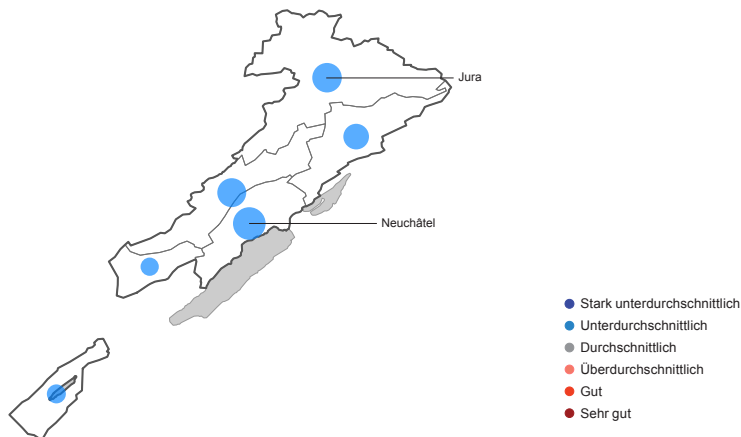 Jura
Neuchâtel
Stark unterdurchschnittlich
Unterdurchschnittlich
Durchschnittlich
Überdurchschnittlich
Gut
Sehr gut